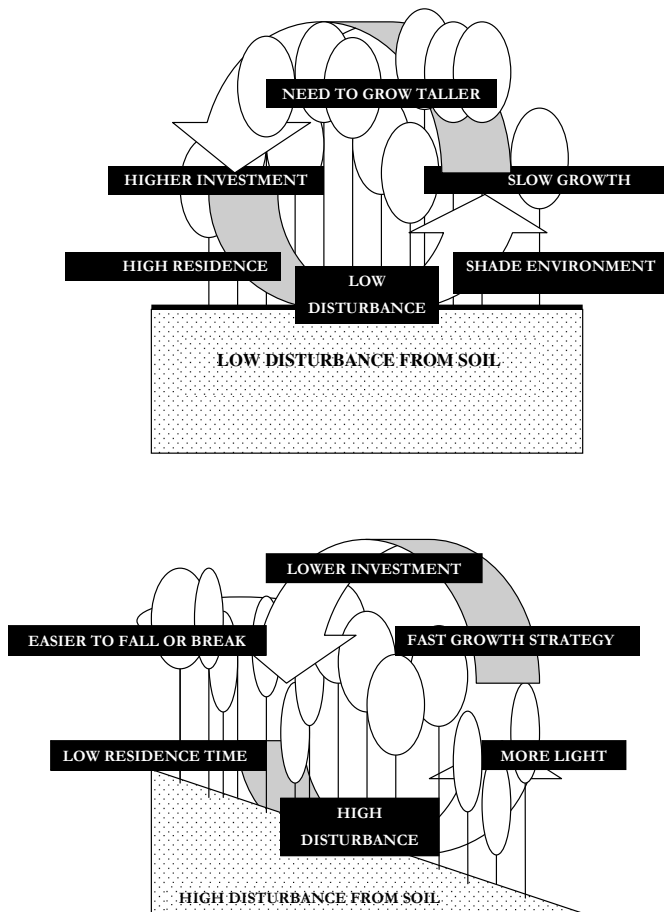 NEED TO GROW TALLER
HIGHER INVESTMENT
SLOW GROWTH
HIGH RESIDENCE
LOW
DISTURBANCE
SHADE ENVIRONMENT
LOW DISTURBANCE FROM SOIL
LOWER INVESTMENT
EASIER TO FALL OR BREAK
FAST GROWTH STRATEGY
LOW RESIDENCE TIME
MORE LIGHT
HIGH
DISTURBANCE
HIGH DISTURBANCE FROM SOIL